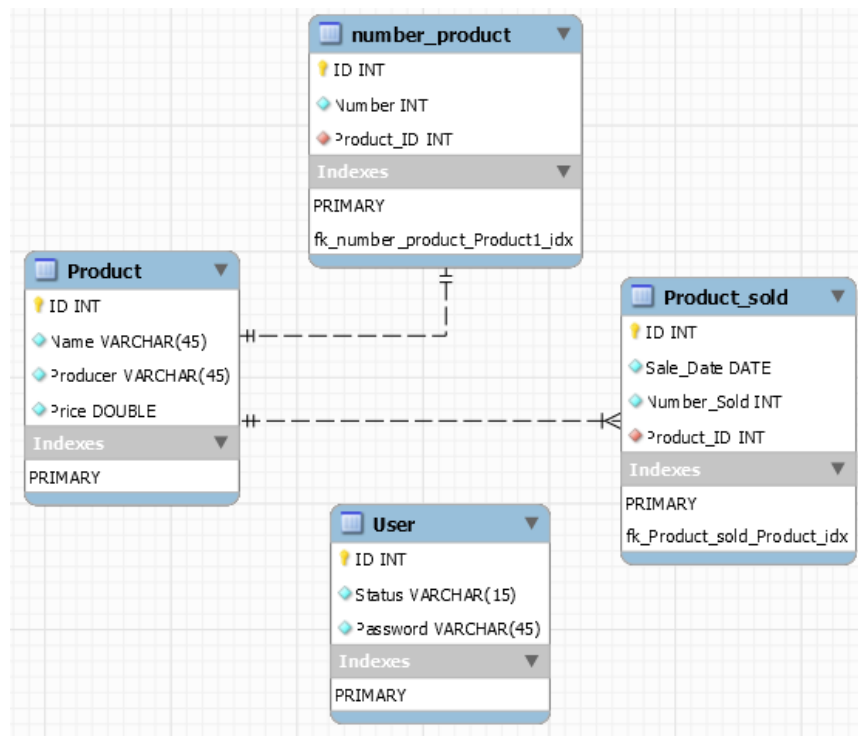 number_product
ID INT
Number INT
Product_ID INT
Indexes
PRIMARY
fk_number_product_Product1_idx
Product
ID INT
Name VARCHAR(45)
Producer VARCHAR(45)
Price DOUBLE
Indexes
PRIMARY
Product_sold
ID INT
Sale_Date DATE
Number_Sold INT
Product_ID INT
Indexes
PRIMARY
fk_Product_sold_Product_idx
User
ID INT
Status VARCHAR(15)
Password VARCHAR(45)
Indexes
PRIMARY